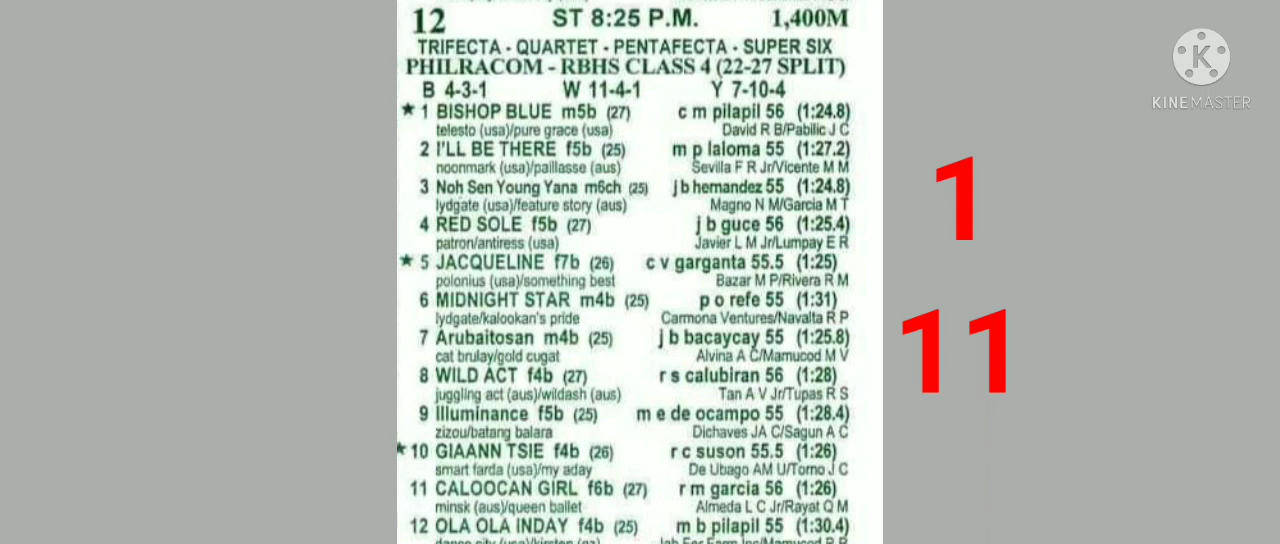 12 ST 8:25 P.M. 1,400M
TRIFECTA - QUARTET - PENTAFECTA - SUPER SIX
PHILRACOM - RBHS CLASS 4 (22-27 SPLIT)
B 4-3-1 W 11-4-1 Y 7-10-4
★ 1 BISHOP BLUE m5b (27) c m pilapil 56 (1:24.8)
telesto (usa)/pure grace (usa) David R B/Pabilic J C
2 I'LL BE THERE f5b (25) m p laloma 55 (1:27.2)
noonmark (usa)/paillasse (aus) Sevilla F R Jr/Vicente M M
3 Noh Sen Young Yana m6ch (25) j b hernandez 55 (1:24.8)
lydgate (usa)/feature story (aus) Magno N M/Garcia M T
4 RED SOLE f5b (27) j b guce 56 (1:25.4)
patron/antiress (usa) Javier L M Jr/Lumpay E R
★ 5 JACQUELINE f7b (26) c v garganta 55.5 (1:25)
polonius (usa)/something best Bazar M P/Rivera R M
6 MIDNIGHT STAR m4b (25) p o refe 55 (1:31)
lydgate/kalookan's pride Carmona Ventures/Navalta R P
7 Arubaitosan m4b (25) j b bacaycay 55 (1:25.8)
cat brulay/gold cugat Alvina A C/Mamucod M V
8 WILD ACT f4b (27) r s calubiran 56 (1:28)
juggling act (aus)/wildash (aus) Tan A V Jr/Tupas R S
9 Illuminance f5b (25) m e de ocampo 55 (1:28.4)
zizou/batang balara Dichaves JA C/Sagun A C
★ 10 GIAANN TSIE f4b (26) r c suson 55.5 (1:26)
smart farda (usa)/my aday De Ubago AM U/Torno J C
11 CALOOCAN GIRL f6b (27) r m garcia 56 (1:26)
minsk (aus)/queen ballet Almeda L C Jr/Rayat Q M
12 OLA OLA INDAY f4b (25) m b pilapil 55 (1:30.4)
1
11
K
KINEMASTER